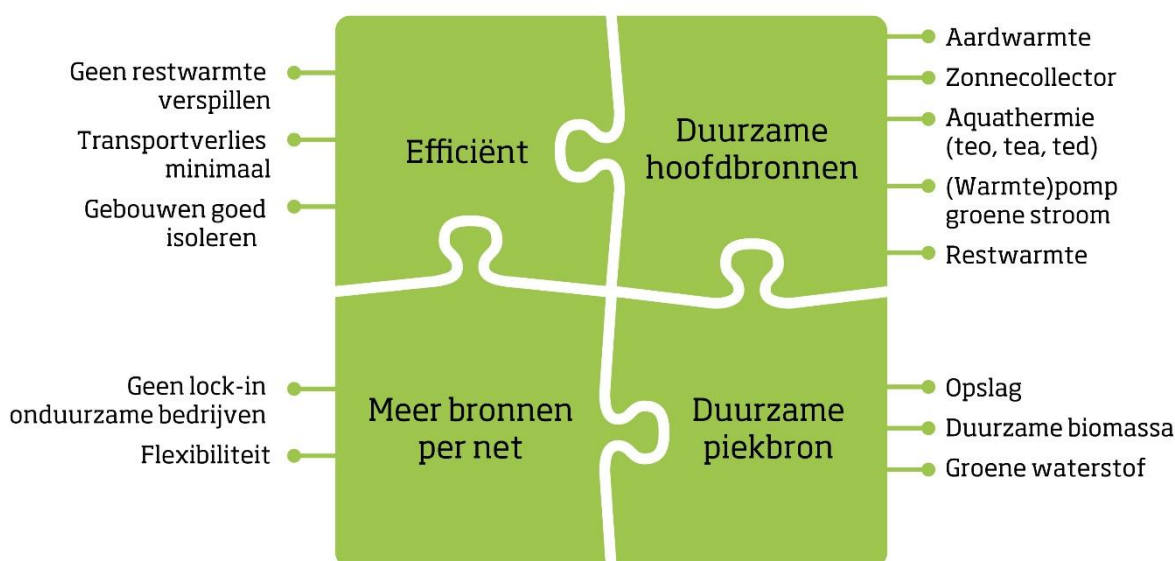 Geen restwarmte
verspillen
Transportverlies
minimaal
Gebouwen goed
isoleren
Efficiënt
Duurzame
hoofdbronnen
Aardwarmte
Zonnecollector
Aquathermie
(teo, tea, ted)
(Warmte)pomp
groene stroom
Restwarmte
Geen lock-in
onduurzame bedrijven
Flexibiliteit
Meer bronnen
per net
Duurzame
piekbron
Opslag
Duurzame biomassa
Groene waterstof